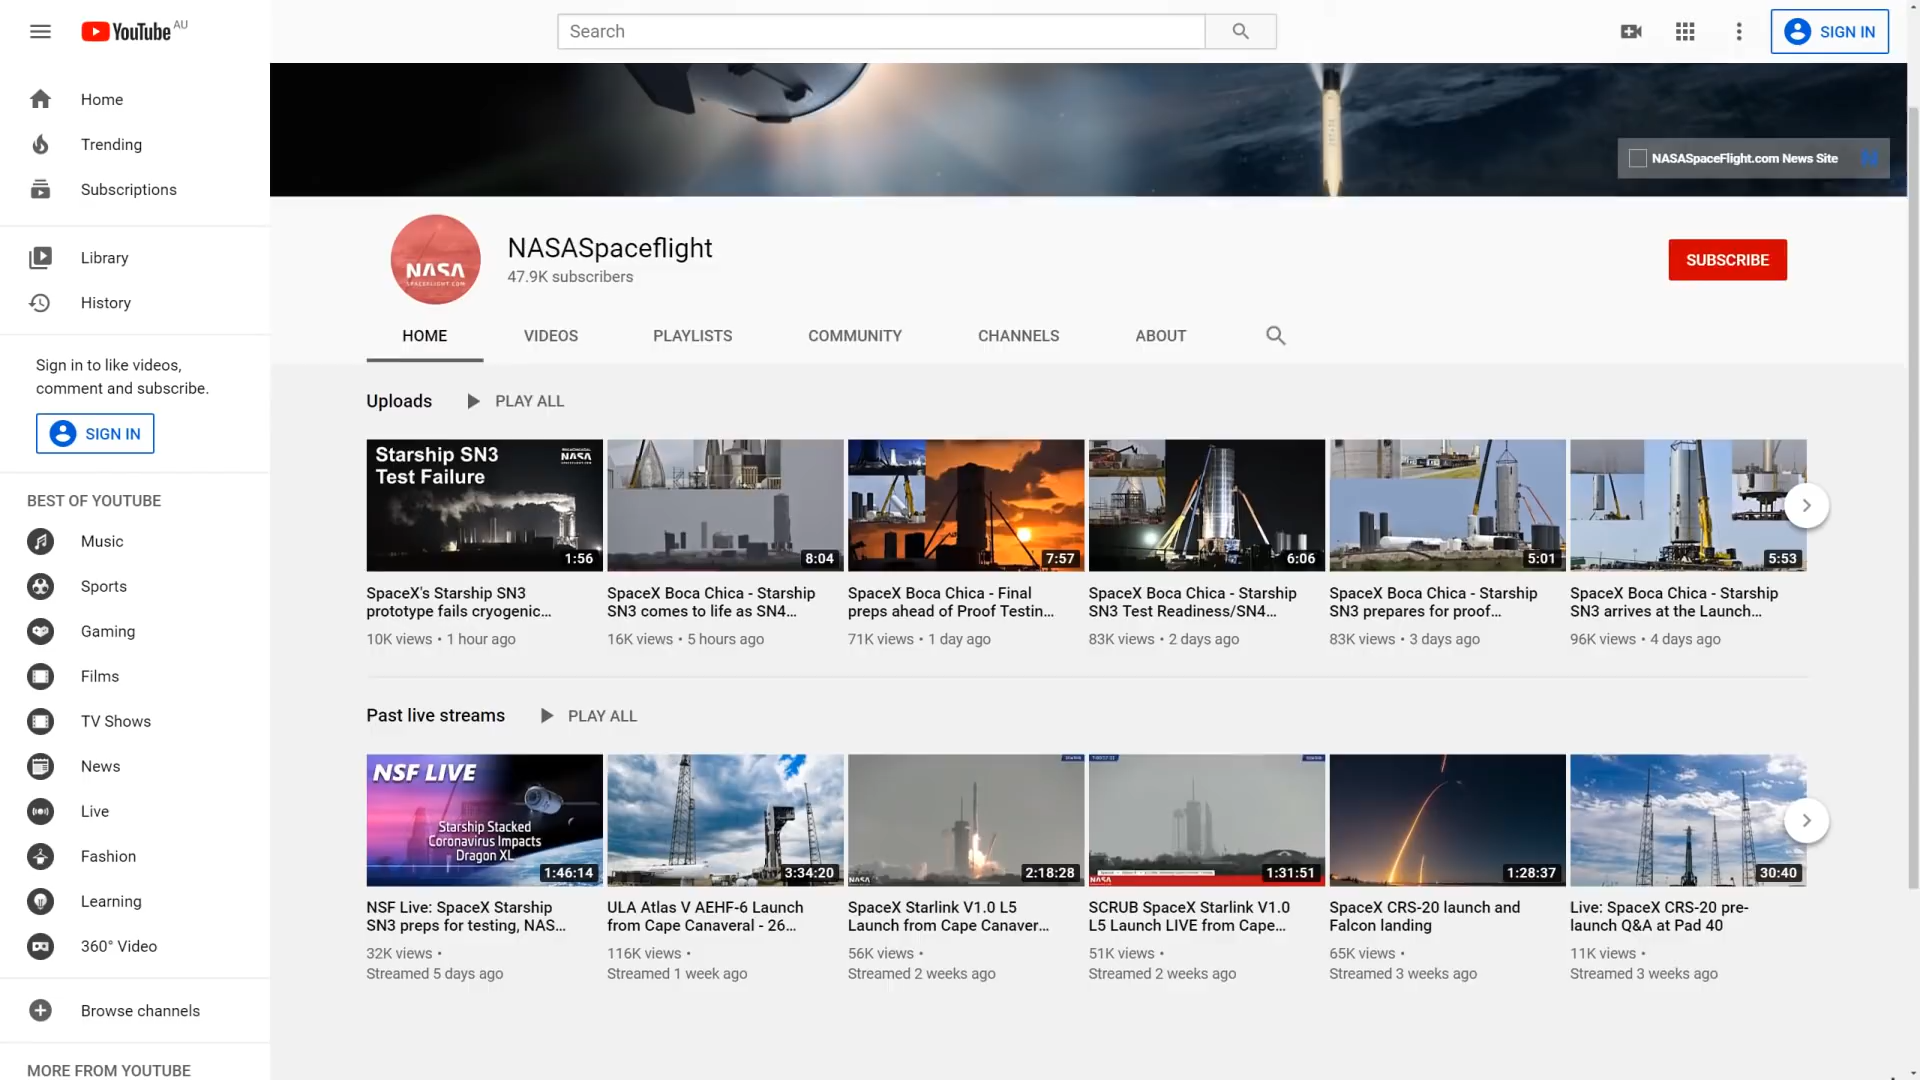 YouTube AU
Search
SIGN IN
Home
Trending
Subscriptions
Library
History
Sign in to like videos,
comment and subscribe.
SIGN IN
BEST OF YOUTUBE
Music
Sports
Gaming
Films
TV Shows
News
Live
Fashion
Learning
360° Video
Browse channels
MORE FROM YOUTUBE
NASASpaceFlight.com News Site
NASA
SPACEFLIGHT.COM
NASASpaceflight
47.9K subscribers
SUBSCRIBE
HOME VIDEOS PLAYLISTS COMMUNITY CHANNELS ABOUT
Uploads PLAY ALL
Starship SN3
Test Failure
NASA
1:56
8:04
7:57
6:06
5:01
5:53
SpaceX's Starship SN3
prototype fails cryogenic...
10K views • 1 hour ago
SpaceX Boca Chica - Starship
SN3 comes to life as SN4...
16K views • 5 hours ago
SpaceX Boca Chica - Final
preps ahead of Proof Testin...
71K views • 1 day ago
SpaceX Boca Chica - Starship
SN3 Test Readiness/SN4...
83K views • 2 days ago
SpaceX Boca Chica - Starship
SN3 prepares for proof...
83K views • 3 days ago
SpaceX Boca Chica - Starship
SN3 arrives at the Launch...
96K views • 4 days ago
Past live streams PLAY ALL
NSF LIVE
Starship Stacked
Coronavirus Impacts
Dragon XL
1:46:14
3:34:20
NASA
2:18:28
NASA
1:31:51
1:28:37
30:40
NSF Live: SpaceX Starship
SN3 preps for testing, NAS...
32K views •
Streamed 5 days ago
ULA Atlas V AEHF-6 Launch
from Cape Canaveral - 26...
116K views •
Streamed 1 week ago
SpaceX Starlink V1.0 L5
Launch from Cape Canaver...
56K views •
Streamed 2 weeks ago
SCRUB SpaceX Starlink V1.0
L5 Launch LIVE from Cape...
51K views •
Streamed 2 weeks ago
SpaceX CRS-20 launch and
Falcon landing
65K views •
Streamed 3 weeks ago
Live: SpaceX CRS-20 pre-
launch Q&A at Pad 40
11K views •
Streamed 3 weeks ago